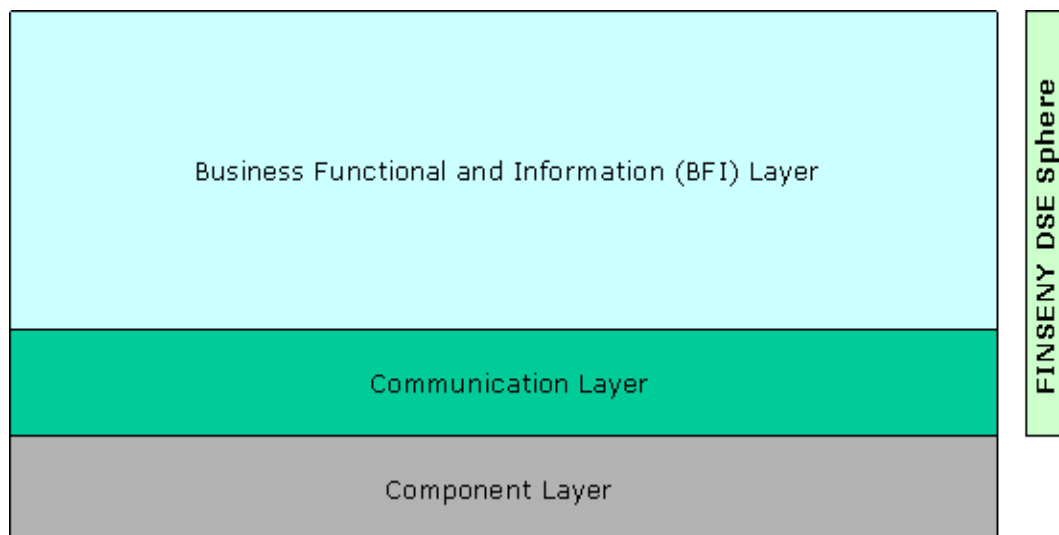 Business Functional and Information (BFI) Layer
Communication Layer
Component Layer
FINSENY DSE Sphere